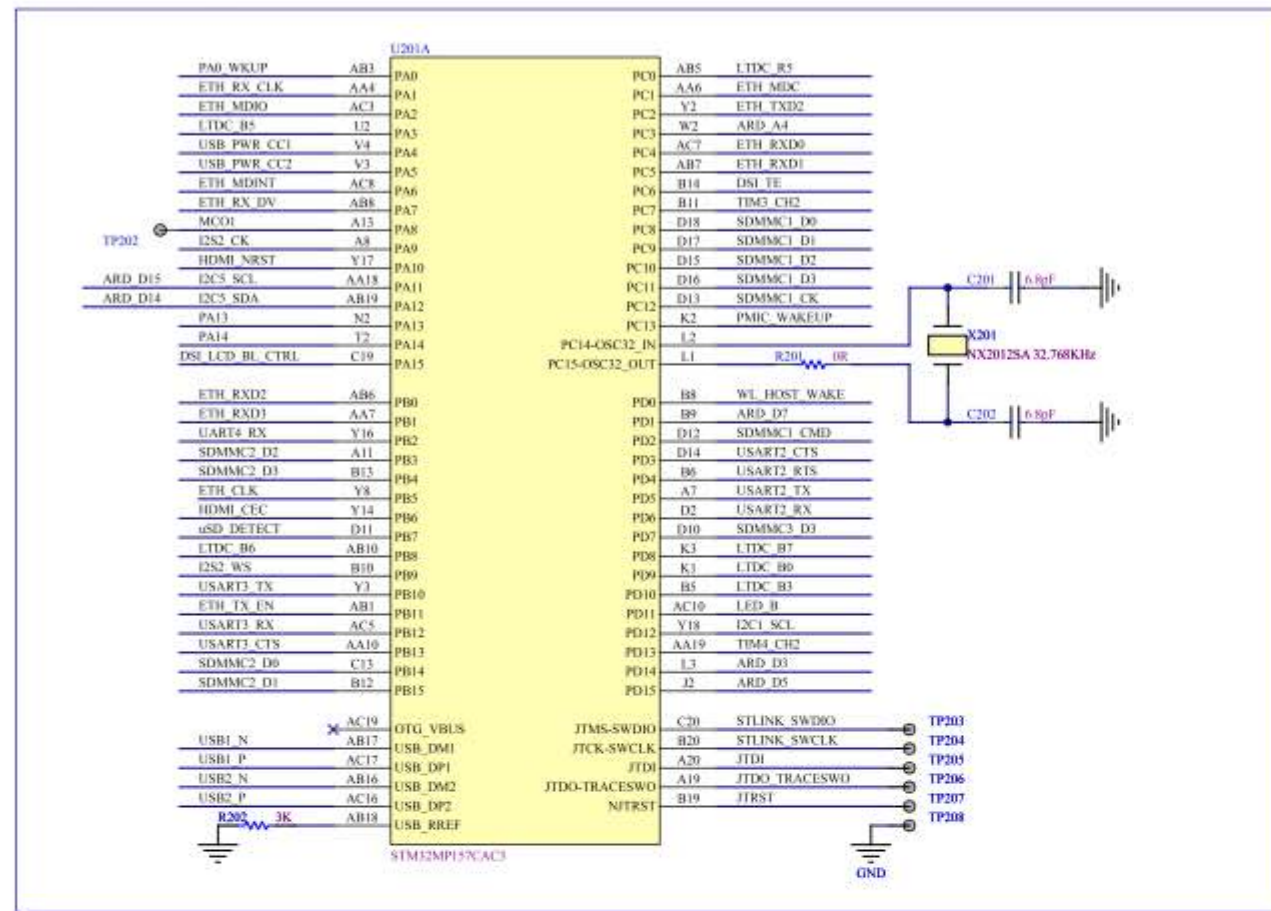 U201A
PA0_WKUP AB3 PA0 PC0 AB5 LTDC_R5
ETH_RX_CLK AA4 PA1 PC1 AA6 ETH_MDC
ETH_MDIO AC3 PA2 PC2 Y2 ETH_TXD2
LTDC_B5 U2 PA3 PC3 W2 ARD_A4
USB_PWR_CC1 V4 PA4 PC4 AC7 ETH_RXD0
USB_PWR_CC2 V3 PA5 PC5 AB7 ETH_RXD1
ETH_MDINT AC8 PA6 PC6 B14 DSI_TE
ETH_RX_DV AB8 PA7 PC7 B11 TIM3_CH2
TP202 MCO1 A13 PA8 PC8 D18 SDMMC1_D0
I2S2_CK A8 PA9 PC9 D17 SDMMC1_D1
HDMI_NRST Y17 PA10 PC10 D15 SDMMC1_D2
ARD_D15 I2C5_SCL AA18 PA11 PC11 D16 SDMMC1_D3 C201 6.8pF
ARD_D14 I2C5_SDA AB19 PA12 PC12 D13 SDMMC1_CK
PA13 N2 PA13 PC13 K2 PMIC_WAKEUP
PA14 T2 PA14 PC14-OSC32_IN L2 X201
DSI_LCD_BL_CTRL C19 PA15 PC15-OSC32_OUT L1 R201 0R NX2012SA 32.768KHz
ETH_RXD2 AB6 PB0 PD0 B8 WL_HOST_WAKE
ETH_RXD3 AA7 PB1 PD1 B9 ARD_D7 C202 6.8pF
UART4_RX Y16 PB2 PD2 D12 SDMMC1_CMD
SDMMC2_D2 A11 PB3 PD3 D14 USART2_CTS
SDMMC2_D3 B13 PB4 PD4 B6 USART2_RTS
ETH_CLK Y8 PB5 PD5 A7 USART2_TX
HDMI_CEC Y14 PB6 PD6 D2 USART2_RX
uSD_DETECT D11 PB7 PD7 D10 SDMMC3_D3
LTDC_B6 AB10 PB8 PD8 K3 LTDC_B7
I2S2_WS B10 PB9 PD9 K1 LTDC_B0
USART3_TX Y3 PB10 PD10 B5 LTDC_B3
ETH_TX_EN AB1 PB11 PD11 AC10 LED_B
USART3_RX AC5 PB12 PD12 Y18 I2C1_SCL
USART3_CTS AA10 PB13 PD13 AA19 TIM4_CH2
SDMMC2_D0 C13 PB14 PD14 L3 ARD_D3
SDMMC2_D1 B12 PB15 PD15 J2 ARD_D5
AC19 OTG_VBUS JTMS-SWDIO C20 STLINK_SWDIO TP203
USB1_N AB17 USB_DM1 JTCK-SWCLK B20 STLINK_SWCLK TP204
USB1_P AC17 USB_DP1 JTDI A20 JTDI TP205
USB2_N AB16 USB_DM2 JTDO-TRACESWO A19 JTDO_TRACESWO TP206
USB2_P AC16 USB_DP2 NJTRST B19 JTRST TP207
R202 3K AB18 USB_RREF TP208
STM32MP157CAC3
GND